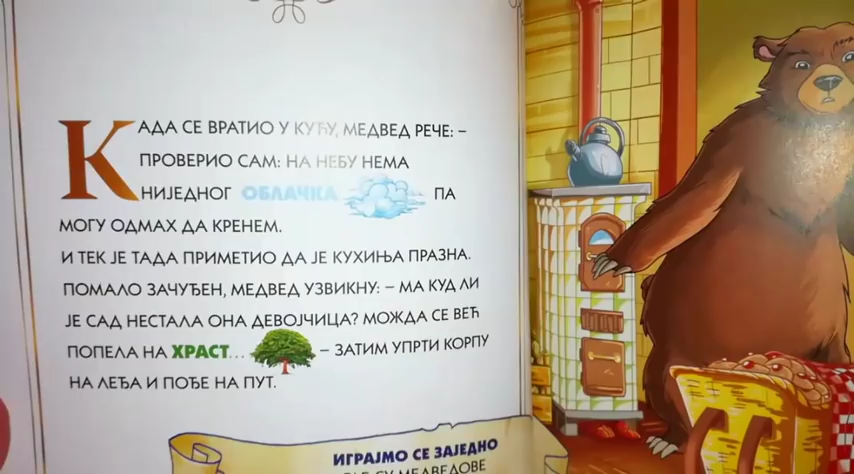 КАДА СЕ ВРАТИО У КУЋУ, МЕДВЕД РЕЧЕ: –
ПРОВЕРИО САМ: НА НЕБУ НЕМА
НИЈЕДНОГ ОБЛАЧКА ПА
МОГУ ОДМАХ ДА КРЕНЕМ.
И ТЕК ЈЕ ТАДА ПРИМЕТИО ДА ЈЕ КУХИЊА ПРАЗНА.
ПОМАЛО ЗАЧУЂЕН, МЕДВЕД УЗВИКНУ: – МА КУД ЛИ
ЈЕ САД НЕСТАЛА ОНА ДЕВОЈЧИЦА? МОЖДА СЕ ВЕЋ
ПОПЕЛА НА ХРАСТ... – ЗАТИМ УПРТИ КОРПУ
НА ЛЕЂА И ПОЂЕ НА ПУТ.
ИГРАЈМО СЕ ЗАЈЕДНО
СУ МЕДВЕДОВЕ